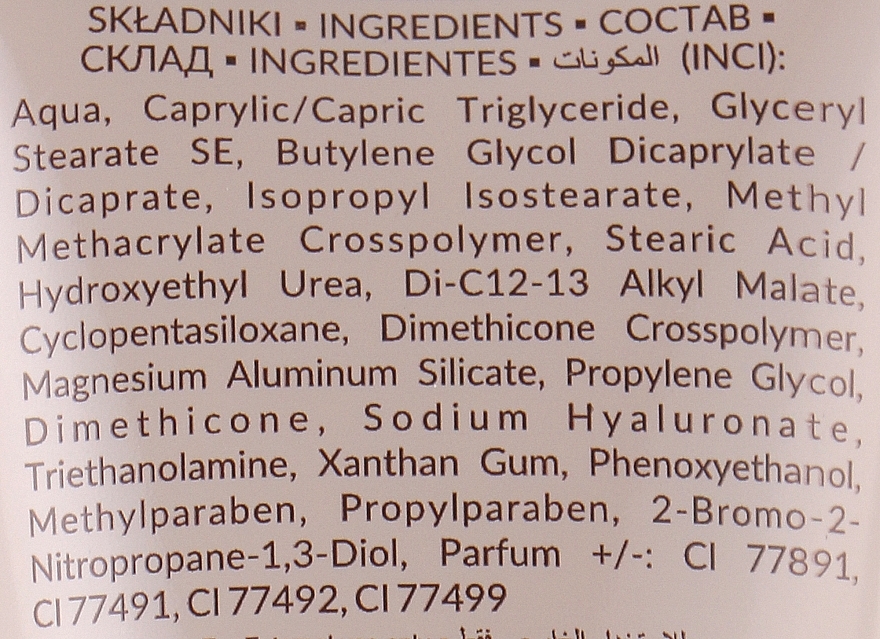 SKŁADNIKI ▪ INGREDIENTS ▪ СОСТАВ ▪
СКЛАД ▪ INGREDIENTES ▪ المكونات (INCI):
Aqua, Caprylic/Capric Triglyceride, Glyceryl
Stearate SE, Butylene Glycol Dicaprylate /
Dicaprate, Isopropyl Isostearate, Methyl
Methacrylate Crosspolymer, Stearic Acid,
Hydroxyethyl Urea, Di-C12-13 Alkyl Malate,
Cyclopentasiloxane, Dimethicone Crosspolymer,
Magnesium Aluminum Silicate, Propylene Glycol,
Dimethicone, Sodium Hyaluronate,
Triethanolamine, Xanthan Gum, Phenoxyethanol,
Methylparaben, Propylparaben, 2-Bromo-2-
Nitropropane-1,3-Diol, Parfum +/-: CI 77891,
CI 77491, CI 77492, CI 77499